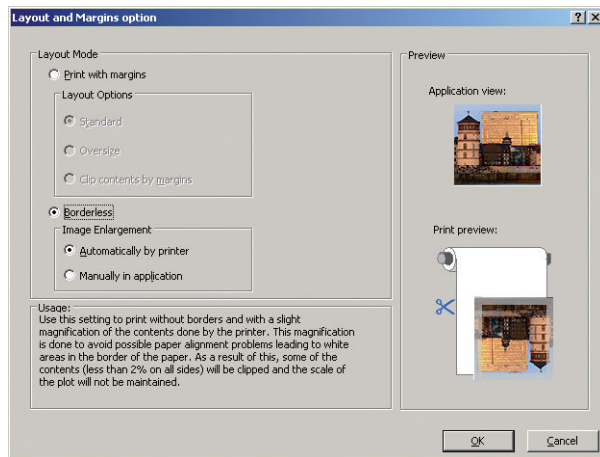 Layout and Margins option
Layout Mode
Print with margins
Layout Options
Standard
Oversize
Clip contents by margins
Borderless
Image Enlargement
Automatically by printer
Manually in application
Usage:
Use this setting to print without borders and with a slight
magnification of the contents done by the printer. This magnification
is done to avoid possible paper alignment problems leading to white
areas in the border of the paper. As a result of this, some of the
contents (less than 2% on all sides) will be clipped and the scale of
the plot will not be maintained.
Preview
Application view:
Print preview:
OK
Cancel